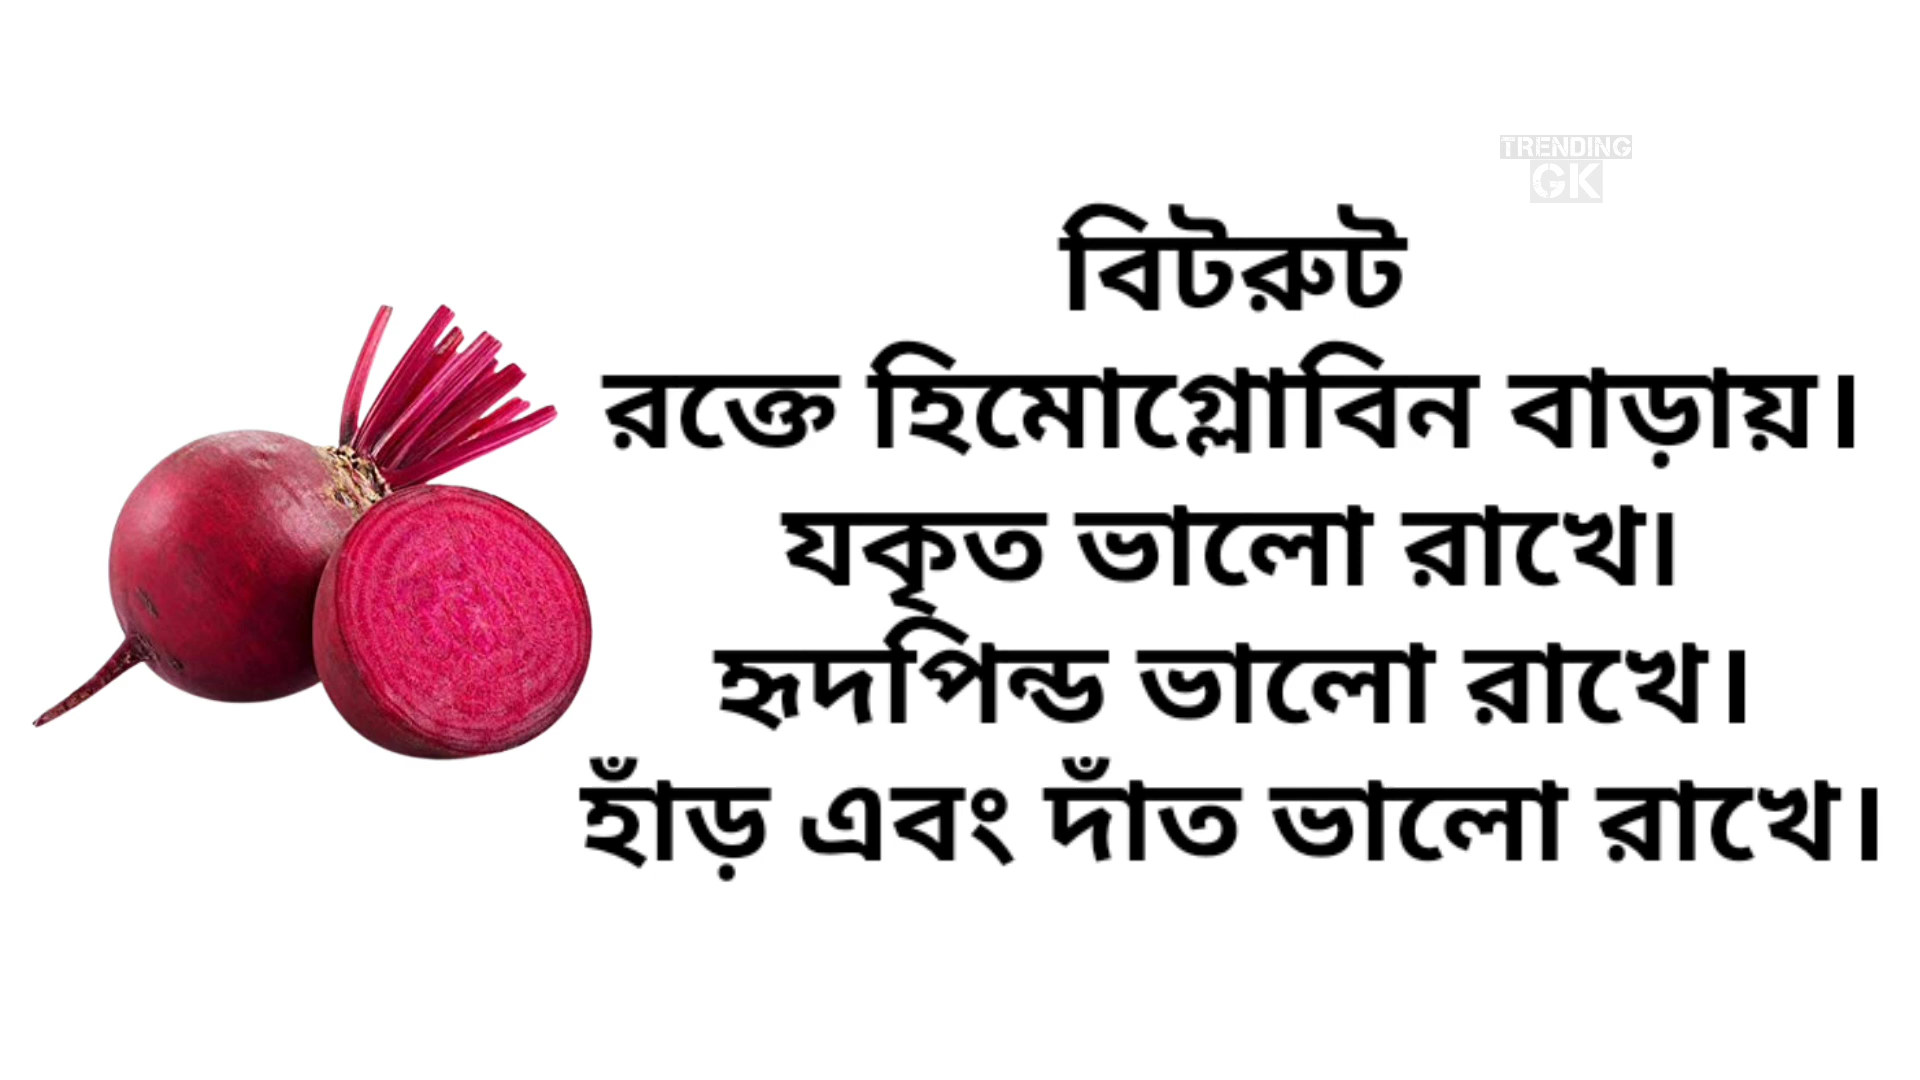 TRENDING
GK
বিটরুট
রক্তে হিমোগ্লোবিন বাড়ায়।
যকৃত ভালো রাখে।
হৃদপিন্ড ভালো রাখে।
হাঁড় এবং দাঁত ভালো রাখে।